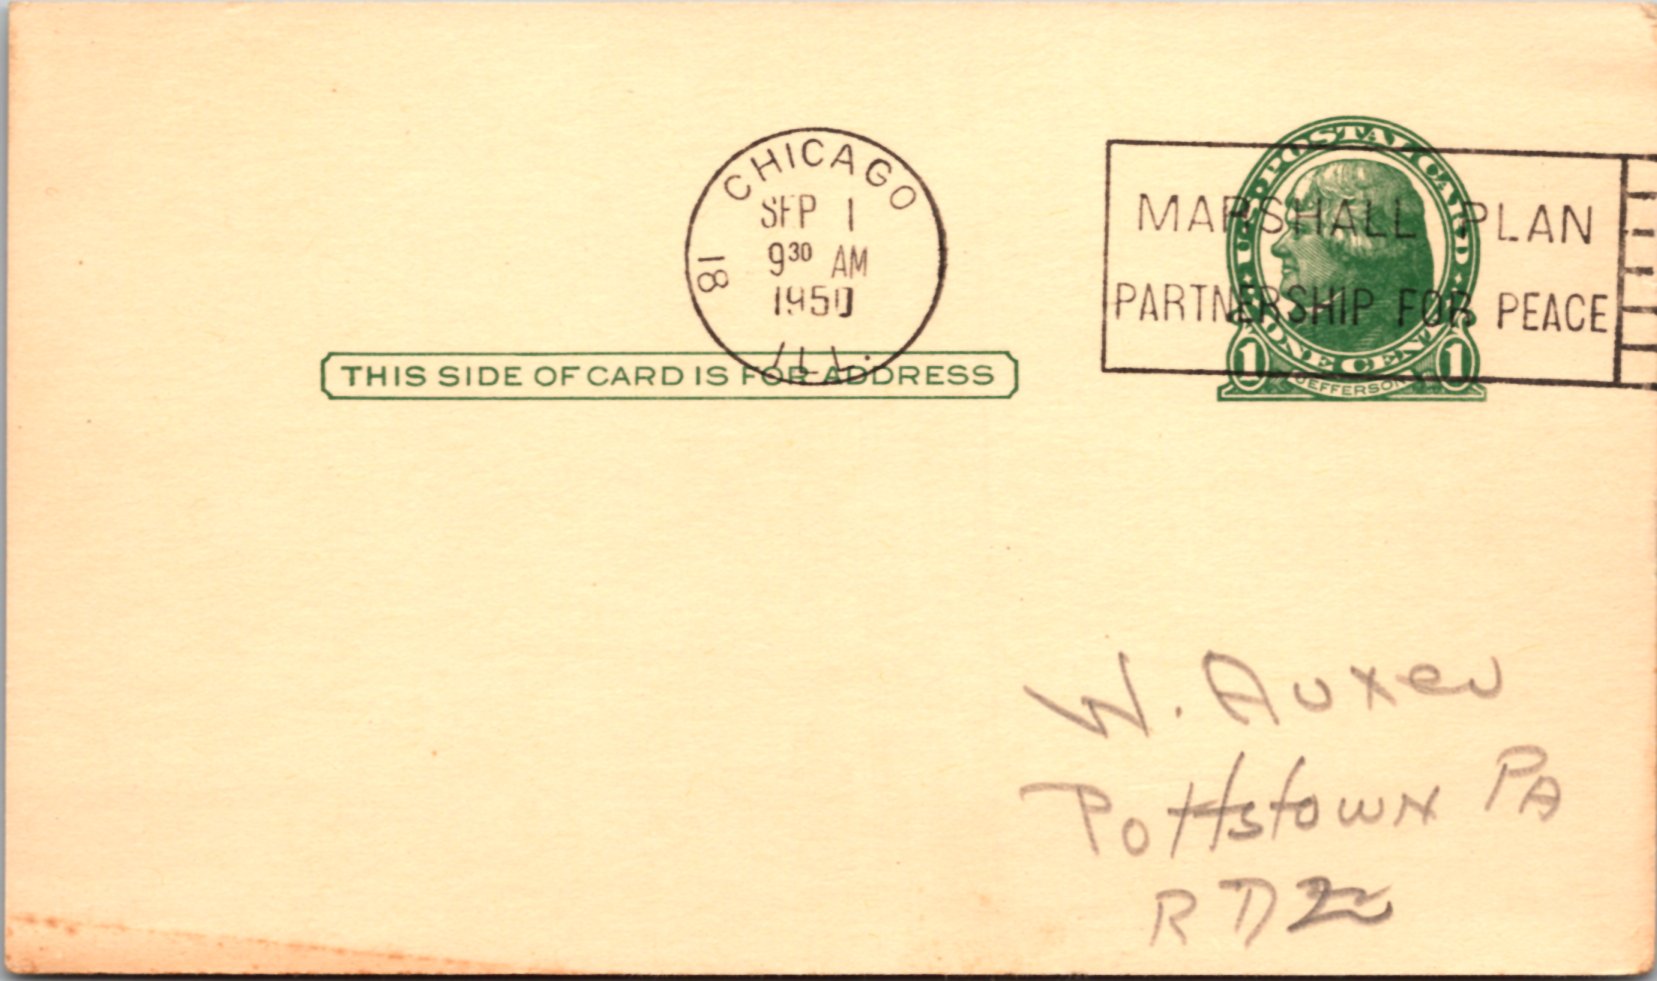 CHICAGO
SEP 1
9 30 AM
1950
18
ILL.
MARSHALL PLAN
PARTNERSHIP FOR PEACE
U.S. POSTAL CARD
1 ONE CENT 1
JEFFERSON
THIS SIDE OF CARD IS FOR ADDRESS
W. Auxer
Pottstown PA
RD 2